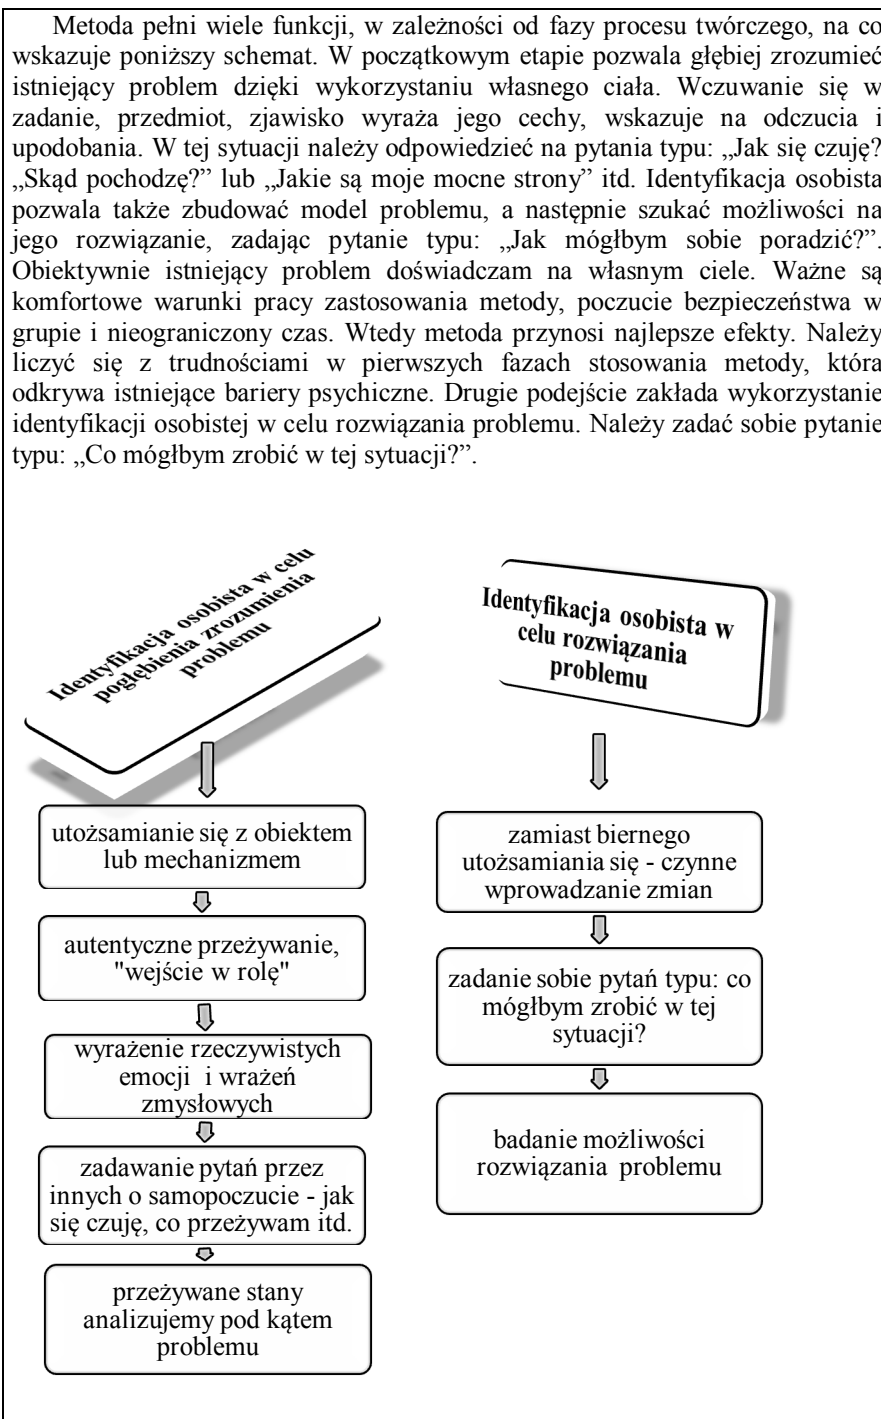 Metoda pełni wiele funkcji, w zależności od fazy procesu twórczego, na co
wskazuje poniższy schemat. W początkowym etapie pozwala głębiej zrozumieć
istniejący problem dzięki wykorzystaniu własnego ciała. Wczuwanie się w
zadanie, przedmiot, zjawisko wyraża jego cechy, wskazuje na odczucia i
upodobania. W tej sytuacji należy odpowiedzieć na pytania typu: „Jak się czuję?
„Skąd pochodzę?” lub „Jakie są moje mocne strony” itd. Identyfikacja osobista
pozwala także zbudować model problemu, a następnie szukać możliwości na
jego rozwiązanie, zadając pytanie typu: „Jak mógłbym sobie poradzić?”.
Obiektywnie istniejący problem doświadczam na własnym ciele. Ważne są
komfortowe warunki pracy zastosowania metody, poczucie bezpieczeństwa w
grupie i nieograniczony czas. Wtedy metoda przynosi najlepsze efekty. Należy
liczyć się z trudnościami w pierwszych fazach stosowania metody, która
odkrywa istniejące bariery psychiczne. Drugie podejście zakłada wykorzystanie
identyfikacji osobistej w celu rozwiązania problemu. Należy zadać sobie pytanie
typu: „Co mógłbym zrobić w tej sytuacji?”.
Identyfikacja osobista w celu
pogłębienia zrozumienia
problemu
utożsamianie się z obiektem
lub mechanizmem
autentyczne przeżywanie,
"wejście w rolę"
wyrażenie rzeczywistych
emocji i wrażeń
zmysłowych
zadawanie pytań przez
innych o samopoczucie - jak
się czuję, co przeżywam itd.
przeżywane stany
analizujemy pod kątem
problemu
Identyfikacja osobista w
celu rozwiązania
problemu
zamiast biernego
utożsamiania się - czynne
wprowadzanie zmian
zadanie sobie pytań typu: co
mógłbym zrobić w tej
sytuacji?
badanie możliwości
rozwiązania problemu